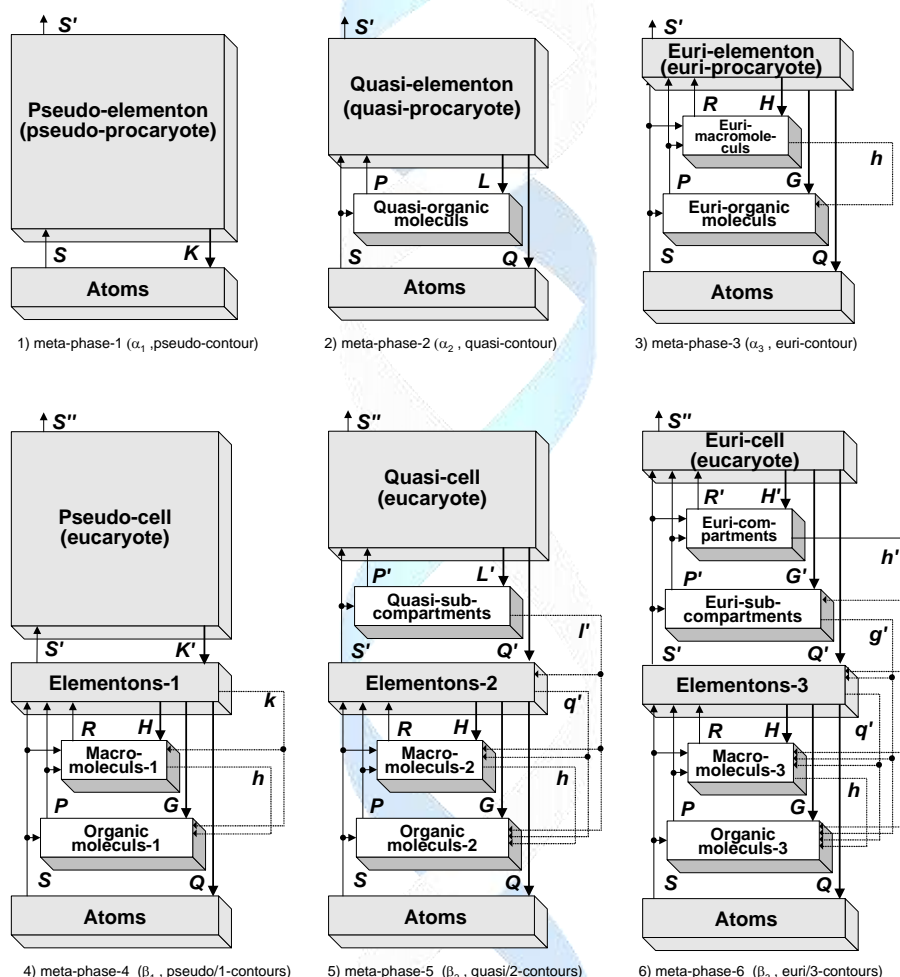 S'
Pseudo-elementon
(pseudo-procaryote)
S
K
Atoms
1) meta-phase-1 (α1 ,pseudo-contour)
S'
Quasi-elementon
(quasi-procaryote)
P
L
Quasi-organic
moleculs
S
Q
Atoms
2) meta-phase-2 (α2 , quasi-contour)
S'
Euri-elementon
(euri-procaryote)
R
H
Euri-
macromole-
culs
h
P
G
Euri-organic
moleculs
S
Q
Atoms
3) meta-phase-3 (α3 , euri-contour)
S"
Pseudo-cell
(eucaryote)
S'
K'
Elementons-1
k
R
H
Macro-
moleculs-1
h
P
G
Organic
moleculs-1
S
Q
Atoms
4) meta-phase-4 (β1 , pseudo/1-contours)
S"
Quasi-cell
(eucaryote)
P'
L'
Quasi-sub-
compartments
l'
S'
Q'
Elementons-2
q'
R
H
Macro-
moleculs-2
h
P
G
Organic
moleculs-2
S
Q
Atoms
5) meta-phase-5 (β2 , quasi/2-contours)
S"
Euri-cell
(eucaryote)
R'
H'
Euri-com-
partments
h'
P'
G'
Euri-sub-
compartments
g'
S'
Q'
Elementons-3
q'
R
H
Macro-
moleculs-3
h
P
G
Organic
moleculs-3
S
Q
Atoms
6) meta-phase-6 (β3 , euri/3-contours)